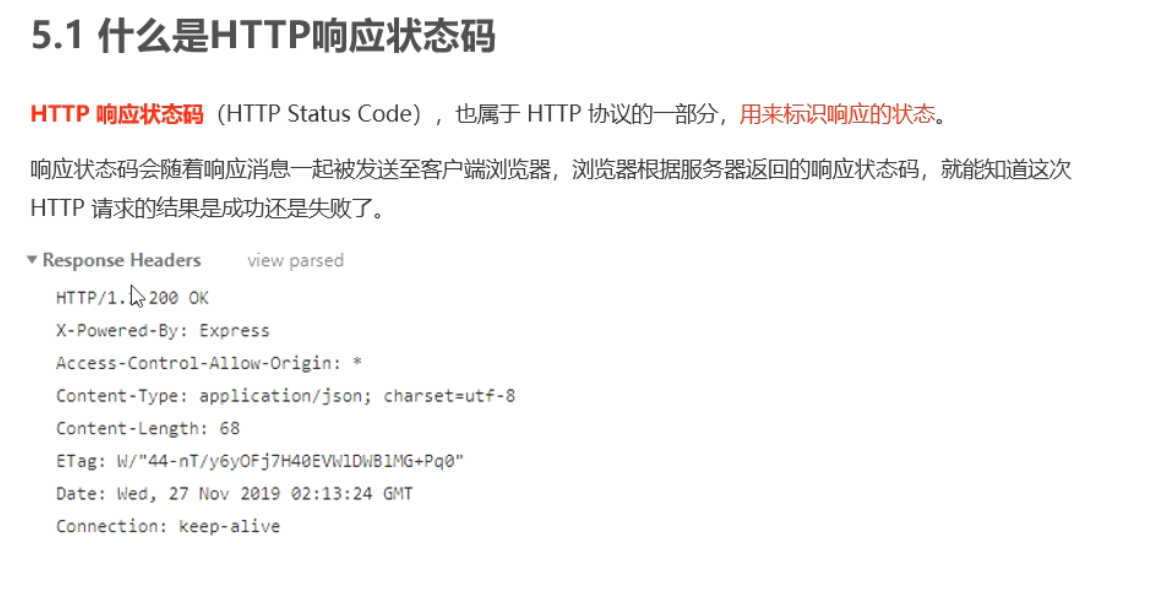 5.1 什么是HTTP响应状态码
HTTP 响应状态码（HTTP Status Code），也属于 HTTP 协议的一部分，用来标识响应的状态。
响应状态码会随着响应消息一起被发送至客户端浏览器，浏览器根据服务器返回的响应状态码，就能知道这次
HTTP 请求的结果是成功还是失败了。
Response Headers view parsed
HTTP/1. 200 OK
X-Powered-By: Express
Access-Control-Allow-Origin: *
Content-Type: application/json; charset=utf-8
Content-Length: 68
ETag: W/"44-nT/y6yOFj7H40EVWlDWBlMG+Pq0"
Date: Wed, 27 Nov 2019 02:13:24 GMT
Connection: keep-alive